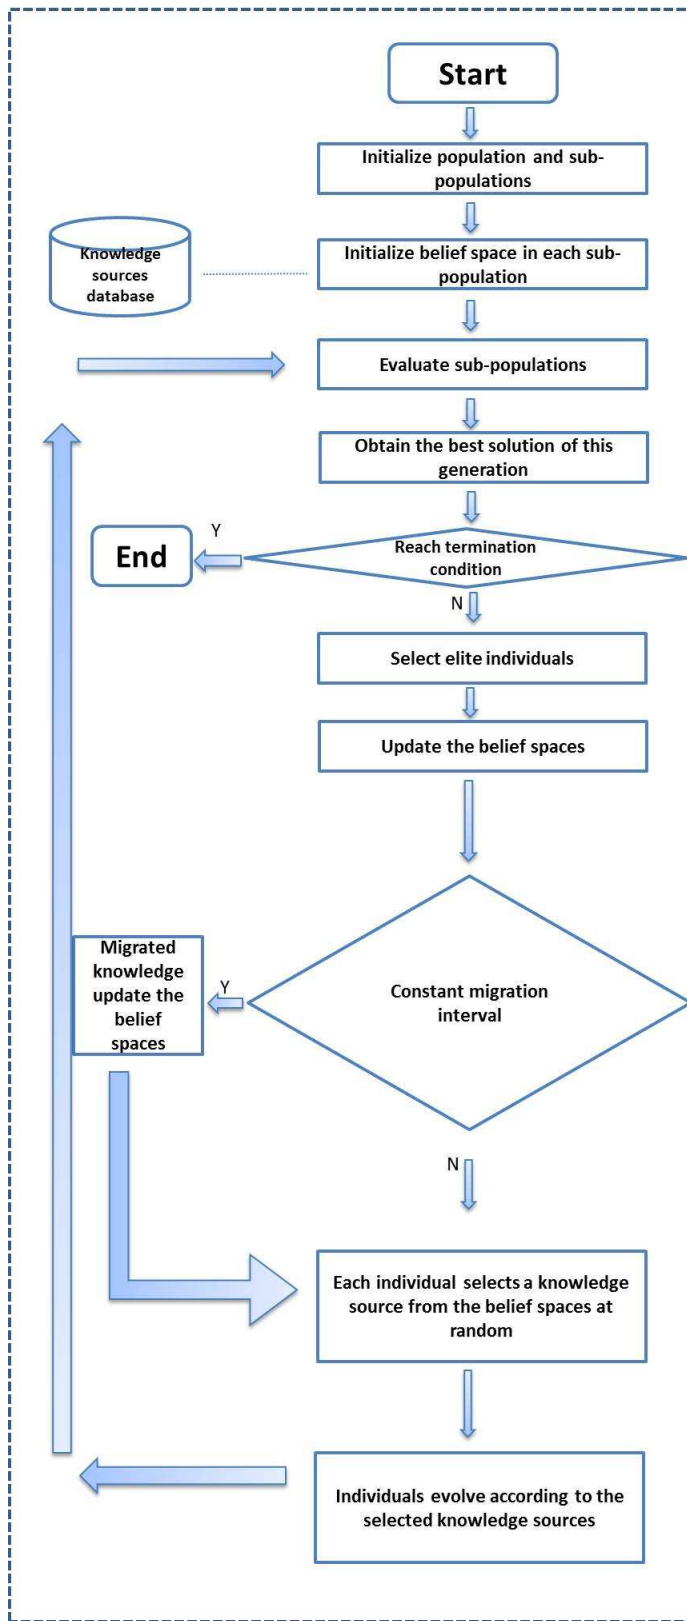 Start
Initialize population and sub-
populations
Knowledge
sources
database
Initialize belief space in each sub-
population
Evaluate sub-populations
Obtain the best solution of this
generation
Y
End
Reach termination
condition
N
Select elite individuals
Update the belief spaces
Migrated
knowledge
update the
belief
spaces
Y
Constant migration
interval
N
Each individual selects a knowledge
source from the belief spaces at
random
Individuals evolve according to the
selected knowledge sources